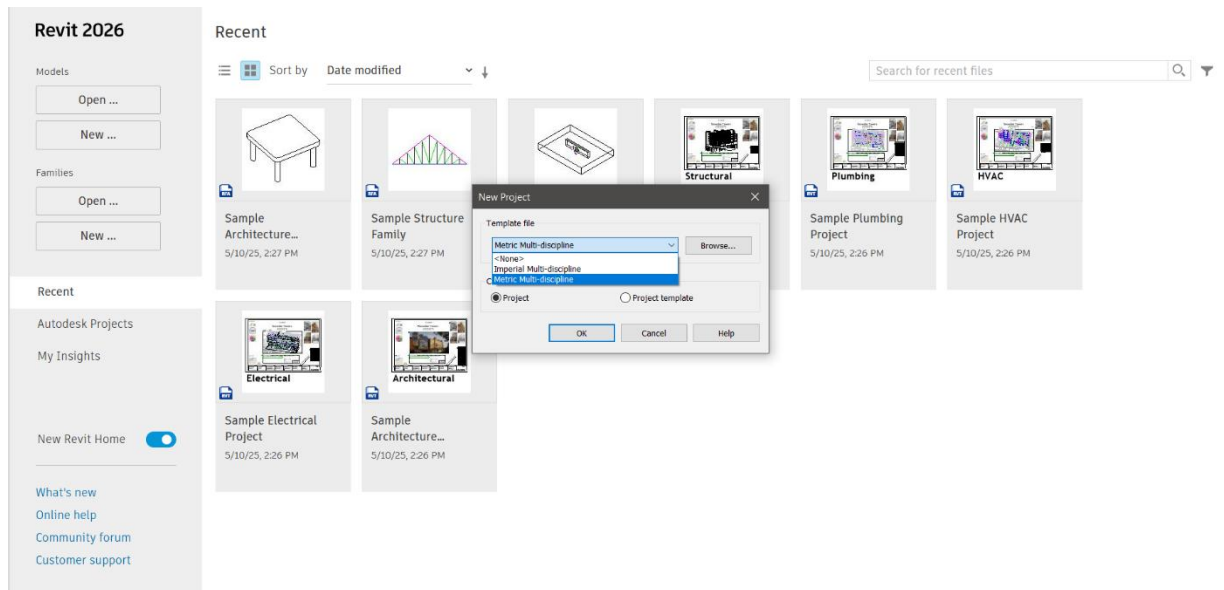 Revit 2026
Models
Open ...
New ...
Families
Open ...
New ...
Recent
Autodesk Projects
My Insights
New Revit Home
What's new
Online help
Community forum
Customer support
Recent
Sort by Date modified
Search for recent files
Structural
Plumbing
HVAC
Sample
Architecture...
5/10/25, 2:27 PM
Sample Structure
Family
5/10/25, 2:27 PM
Sample Plumbing
Project
5/10/25, 2:26 PM
Sample HVAC
Project
5/10/25, 2:26 PM
Electrical
Architectural
Sample Electrical
Project
5/10/25, 2:26 PM
Sample
Architecture...
5/10/25, 2:26 PM
New Project
Template file
Metric Multi-discipline
Browse...
<None>
Imperial Multi-discipline
Metric Multi-discipline
Project
Project template
OK
Cancel
Help